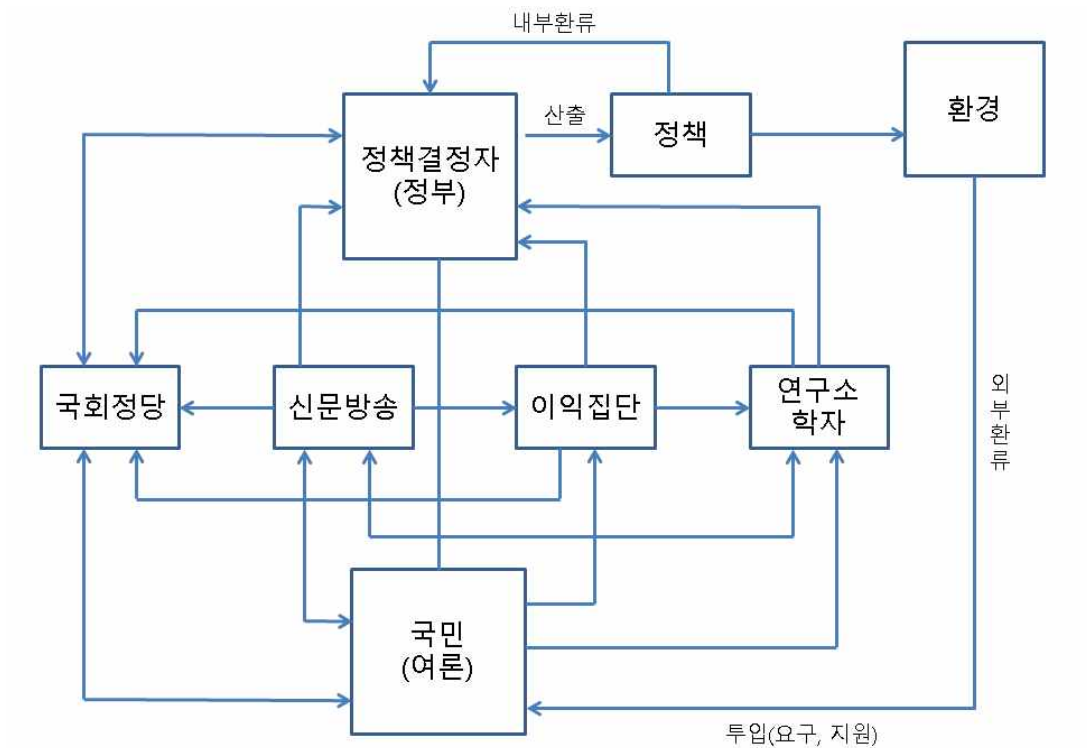 내부환류
정책결정자
(정부)
산출
정책
환경
국회정당
신문방송
이익집단
연구소
학자
외부환류
국민
(여론)
투입(요구, 지원)